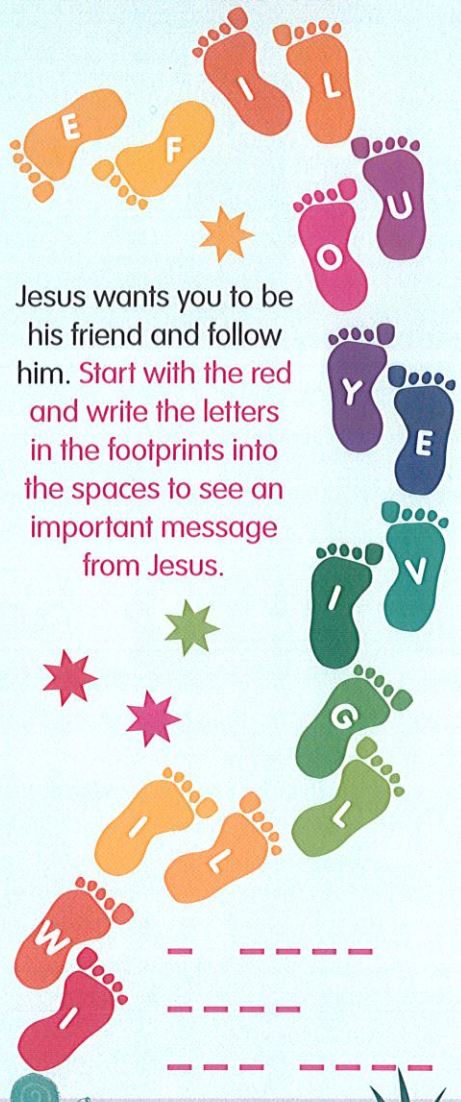 I L
E F
U
O
Jesus wants you to be
his friend and follow
him. Start with the red
and write the letters
in the footprints into
the spaces to see an
important message
from Jesus.
Y
E
V
I
G
L
I L
W
I
_ _ _ _ _
_ _ _ _
_ _ _ _ _ _ _